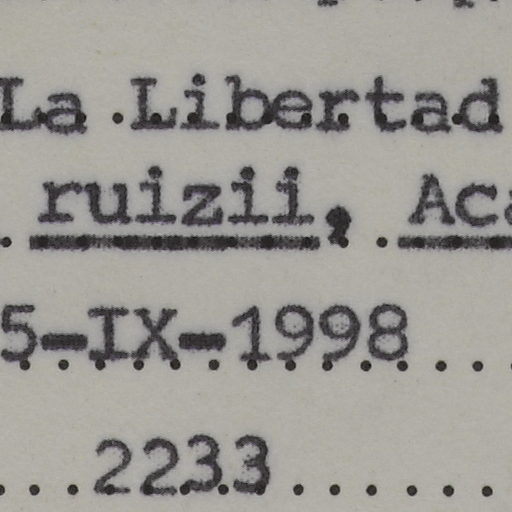 La Libertad
ruizii, Aca
5-IX-1998
2233